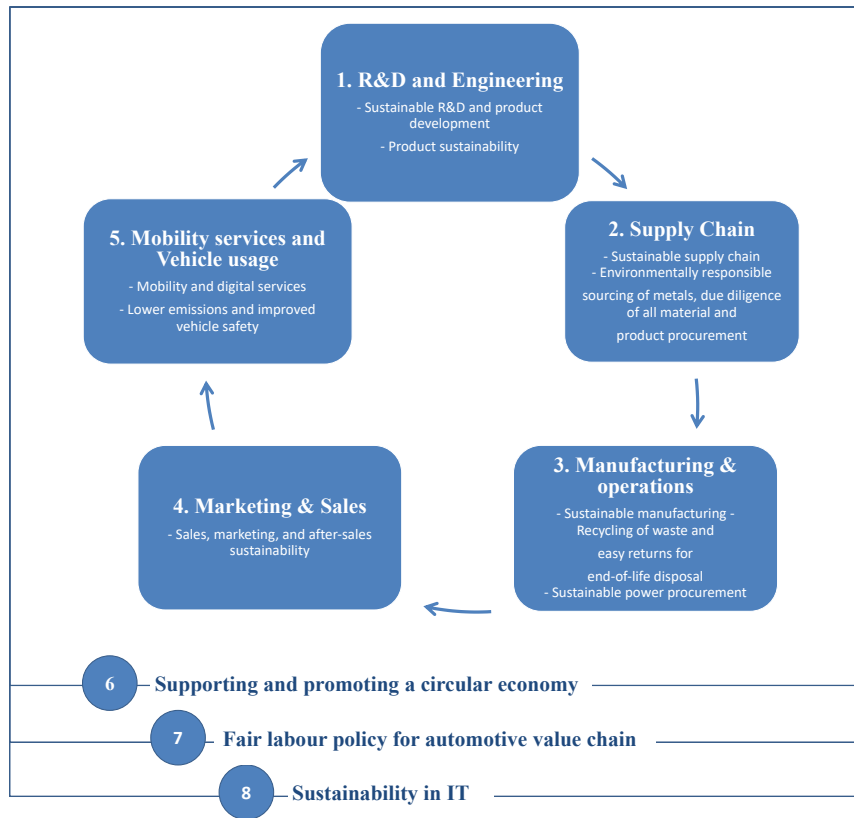 1. R&D and Engineering
- Sustainable R&D and product
development
- Product sustainability
2. Supply Chain
- Sustainable supply chain
- Environmentally responsible
sourcing of metals, due diligence
of all material and
product procurement
3. Manufacturing &
operations
- Sustainable manufacturing -
Recycling of waste and
easy returns for
end-of-life disposal
- Sustainable power procurement
4. Marketing & Sales
- Sales, marketing, and after-sales
sustainability
5. Mobility services and
Vehicle usage
- Mobility and digital services
- Lower emissions and improved
vehicle safety
6 Supporting and promoting a circular economy
7 Fair labour policy for automotive value chain
8 Sustainability in IT